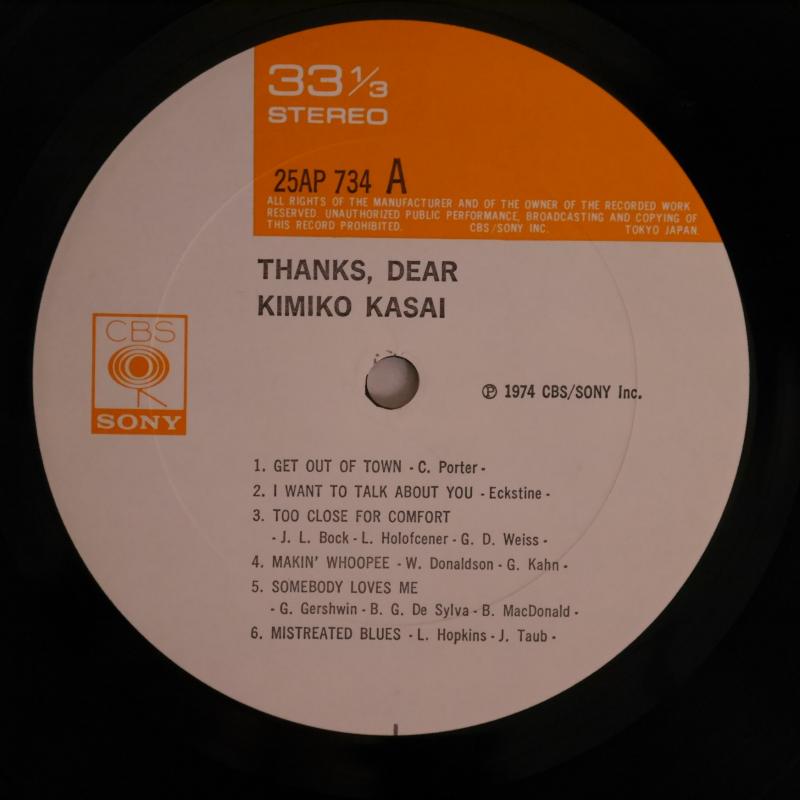 33 1/3
STEREO
25AP 734 A
ALL RIGHTS OF THE MANUFACTURER AND OF THE OWNER OF THE RECORDED WORK
RESERVED. UNAUTHORIZED PUBLIC PERFORMANCE, BROADCASTING AND COPYING OF
THIS RECORD PROHIBITED. CBS/SONY INC. TOKYO JAPAN.
THANKS, DEAR
KIMIKO KASAI
CBS
SONY
℗ 1974 CBS/SONY Inc.
1. GET OUT OF TOWN - C. Porter -
2. I WANT TO TALK ABOUT YOU - Eckstine -
3. TOO CLOSE FOR COMFORT
- J. L. Bock - L. Holofcener - G. D. Weiss -
4. MAKIN' WHOOPEE - W. Donaldson - G. Kahn -
5. SOMEBODY LOVES ME
- G. Gershwin - B. G. De Sylva - B. MacDonald -
6. MISTREATED BLUES - L. Hopkins - J. Taub -